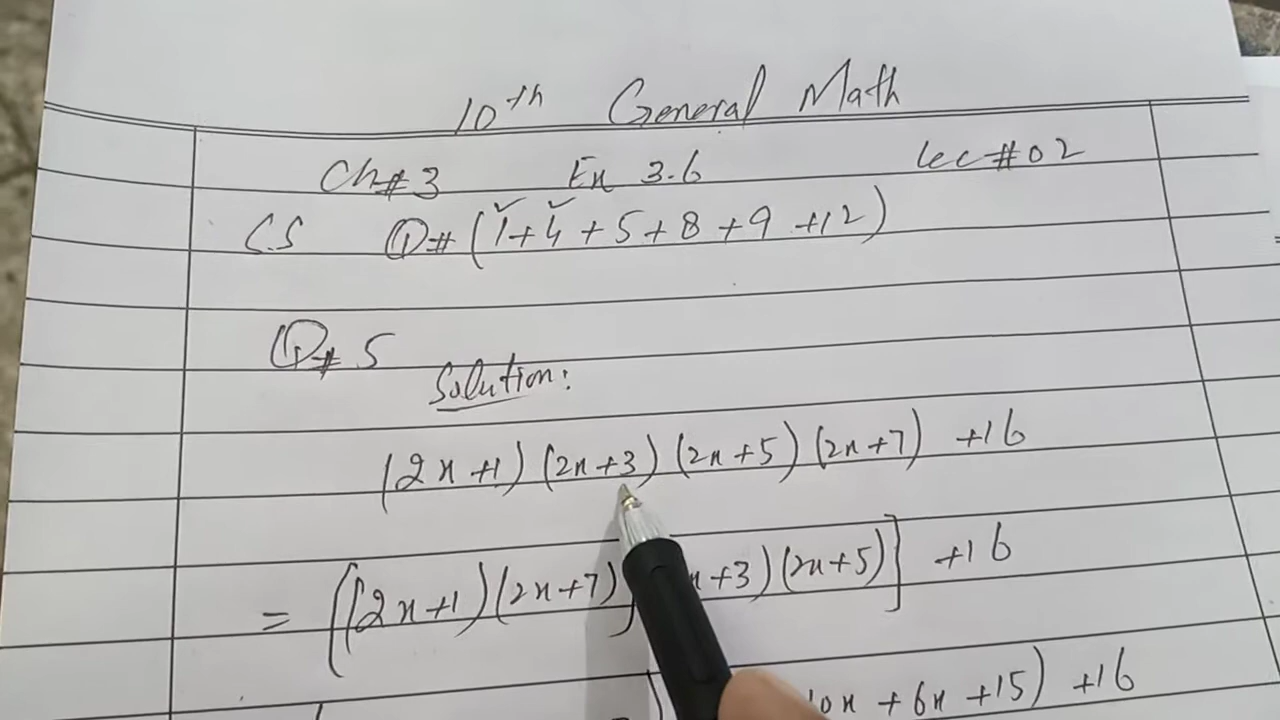 10th General Math
Ch#3 Ex 3.6 Lec#02
C.S Q#(1+4+5+8+9+12)
Q#5
Solution:
(2x+1)(2x+3)(2x+5)(2x+7)+16
= [(2x+1)(2x+7)] x+3)(2x+5)]+16
0x+6x+15)+16